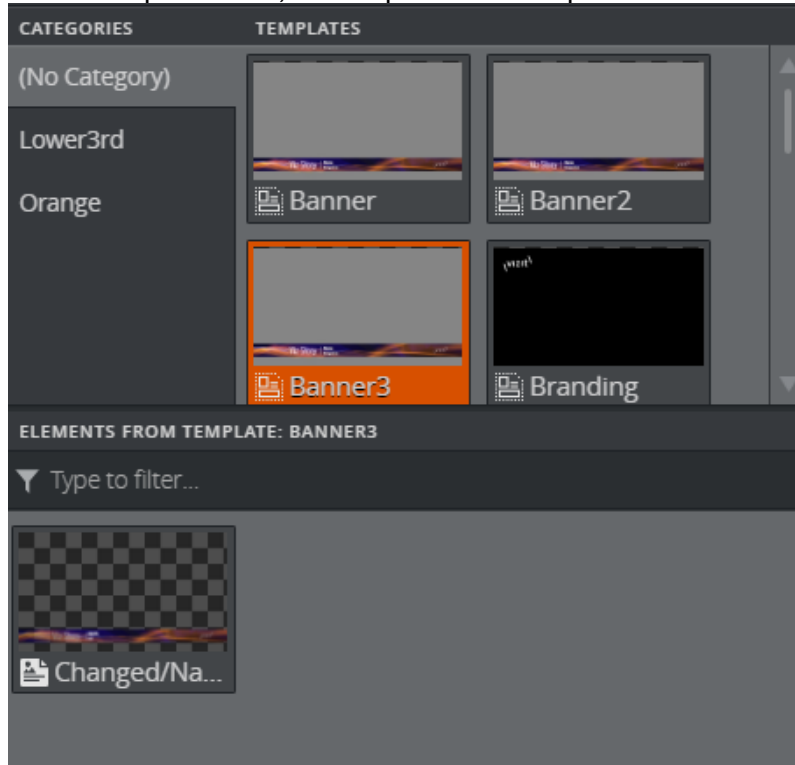 CATEGORIES
TEMPLATES
(No Category)
Lower3rd
Orange
Banner
Banner2
Banner3
Branding
ELEMENTS FROM TEMPLATE: BANNER3
Type to filter...
Changed/Na...